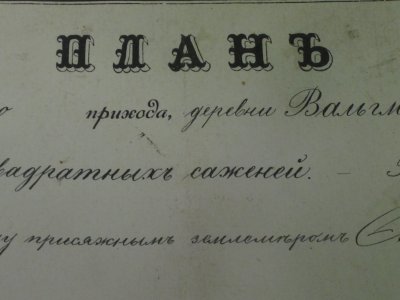 ПЛАНЪ
прихода, деревни
квадратныхъ саженей. —
присяжнымъ землемѣромъ